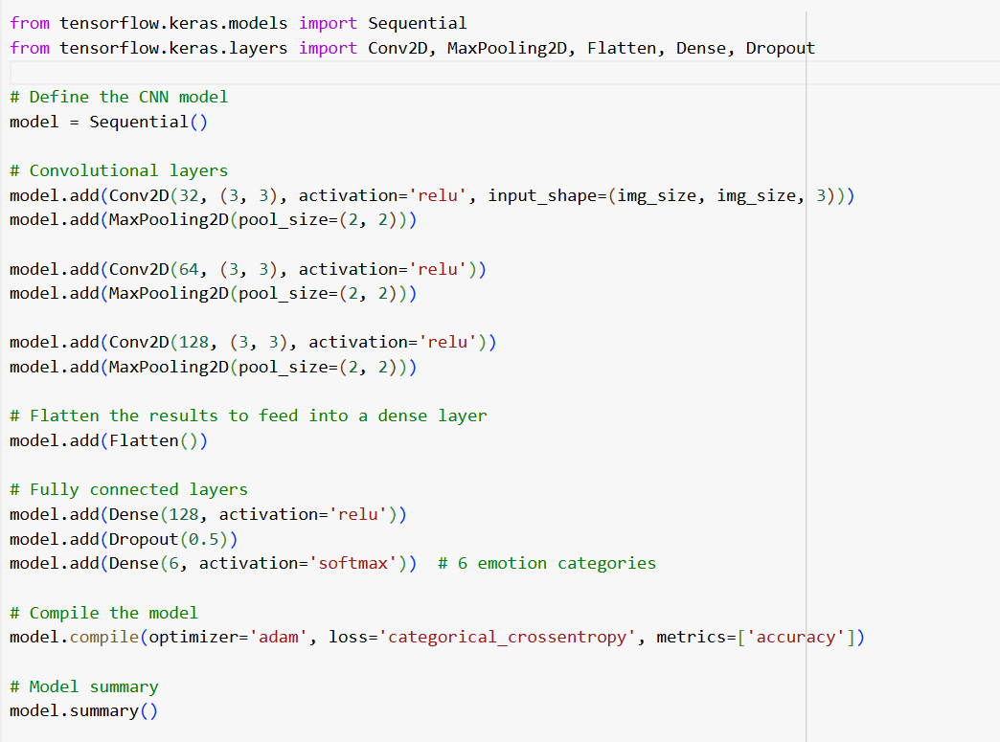 from tensorflow.keras.models import Sequential
from tensorflow.keras.layers import Conv2D, MaxPooling2D, Flatten, Dense, Dropout
# Define the CNN model
model = Sequential()
# Convolutional layers
model.add(Conv2D(32, (3, 3), activation='relu', input_shape=(img_size, img_size, 3)))
model.add(MaxPooling2D(pool_size=(2, 2)))
model.add(Conv2D(64, (3, 3), activation='relu'))
model.add(MaxPooling2D(pool_size=(2, 2)))
model.add(Conv2D(128, (3, 3), activation='relu'))
model.add(MaxPooling2D(pool_size=(2, 2)))
# Flatten the results to feed into a dense layer
model.add(Flatten())
# Fully connected layers
model.add(Dense(128, activation='relu'))
model.add(Dropout(0.5))
model.add(Dense(6, activation='softmax'))  # 6 emotion categories
# Compile the model
model.compile(optimizer='adam', loss='categorical_crossentropy', metrics=['accuracy'])
# Model summary
model.summary()